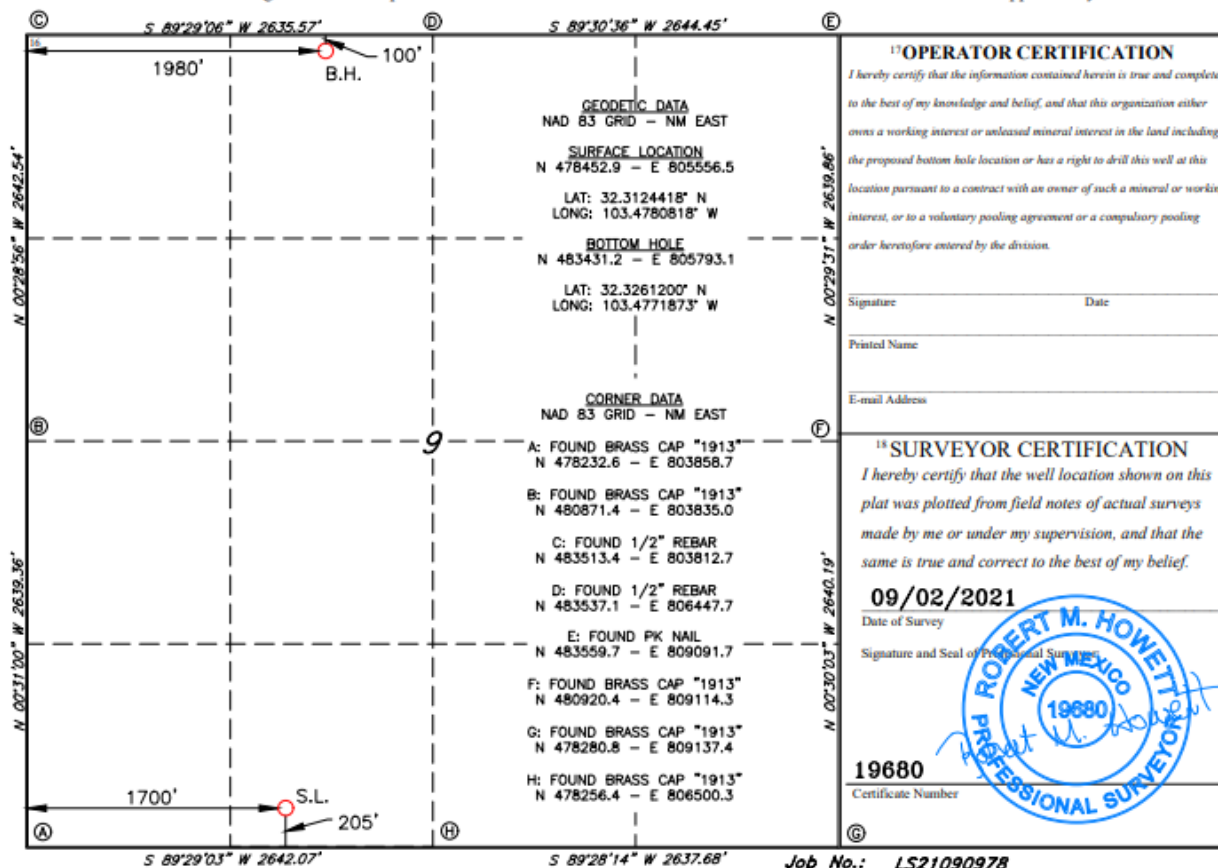 Ⓒ
S 89°29'06" W 2635.57'
Ⓓ
S 89°30'36" W 2644.45'
Ⓔ
16
1980'
100'
B.H.
N 00°28'56" W 2642.54'
GEODETIC DATA
NAD 83 GRID – NM EAST
SURFACE LOCATION
N 478452.9 – E 805556.5
LAT: 32.3124418° N
LONG: 103.4780818° W
BOTTOM HOLE
N 483431.2 – E 805793.1
LAT: 32.3261200° N
LONG: 103.4771873° W
N 00°29'31" W 2639.86'
Ⓑ
9
Ⓕ
CORNER DATA
NAD 83 GRID – NM EAST
A: FOUND BRASS CAP "1913"
N 478232.6 – E 803858.7
B: FOUND BRASS CAP "1913"
N 480871.4 – E 803835.0
C: FOUND 1/2" REBAR
N 483513.4 – E 803812.7
D: FOUND 1/2" REBAR
N 483537.1 – E 806447.7
E: FOUND PK NAIL
N 483559.7 – E 809091.7
F: FOUND BRASS CAP "1913"
N 480920.4 – E 809114.3
G: FOUND BRASS CAP "1913"
N 478280.8 – E 809137.4
H: FOUND BRASS CAP "1913"
N 478256.4 – E 806500.3
N 00°31'00" W 2639.36'
N 00°30'03" W 2640.19'
1700'
S.L.
205'
Ⓐ
Ⓗ
Ⓖ
S 89°29'03" W 2642.07'
S 89°28'14" W 2637.68'
Job No.: LS21090978
17 OPERATOR CERTIFICATION
I hereby certify that the information contained herein is true and complete
to the best of my knowledge and belief, and that this organization either
owns a working interest or unleased mineral interest in the land including
the proposed bottom hole location or has a right to drill this well at this
location pursuant to a contract with an owner of such a mineral or workin
interest, or to a voluntary pooling agreement or a compulsory pooling
order heretofore entered by the division.
Signature Date
Printed Name
E-mail Address
18 SURVEYOR CERTIFICATION
I hereby certify that the well location shown on this
plat was plotted from field notes of actual surveys
made by me or under my supervision, and that the
same is true and correct to the best of my belief.
09/02/2021
Date of Survey
Signature and Seal of Professional Surveyor:
ROBERT M. HOWETT
NEW MEXICO
19680
PROFESSIONAL SURVEYOR
Robert M. Howett
19680
Certificate Number